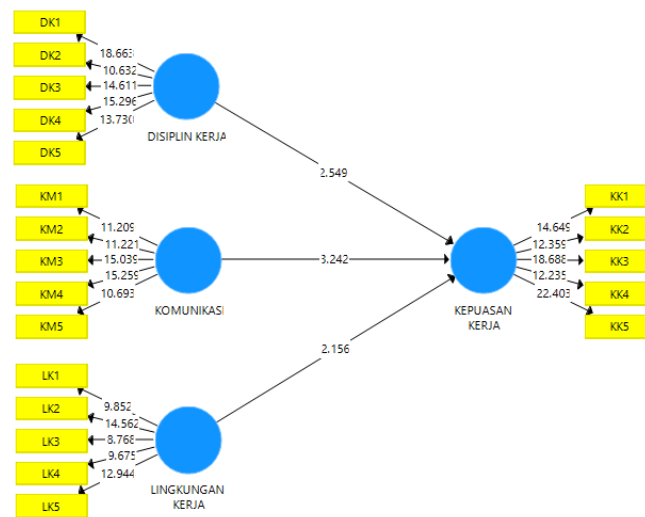 DK1
DK2
DK3
DK4
DK5
18.663
10.632
14.611
15.296
13.730
DISIPLIN KERJA
2.549
KM1
KM2
KM3
KM4
KM5
11.209
11.221
15.039
15.259
10.693
KOMUNIKASI
3.242
LK1
LK2
LK3
LK4
LK5
9.852
14.562
8.768
9.675
12.944
LINGKUNGAN
KERJA
2.156
KEPUASAN
KERJA
14.649
12.359
18.688
12.235
22.403
KK1
KK2
KK3
KK4
KK5